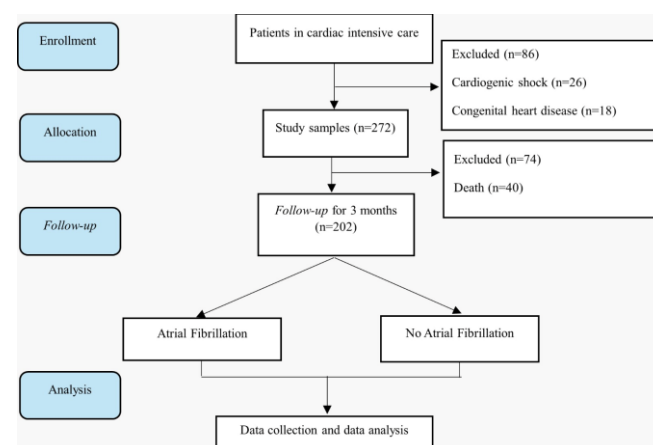 Enrollment
Patients in cardiac intensive care
Excluded (n=86)
Cardiogenic shock (n=26)
Congenital heart disease (n=18)
Allocation
Study samples (n=272)
Excluded (n=74)
Death (n=40)
Follow-up
Follow-up for 3 months
(n=202)
Atrial Fibrillation
No Atrial Fibrillation
Analysis
Data collection and data analysis